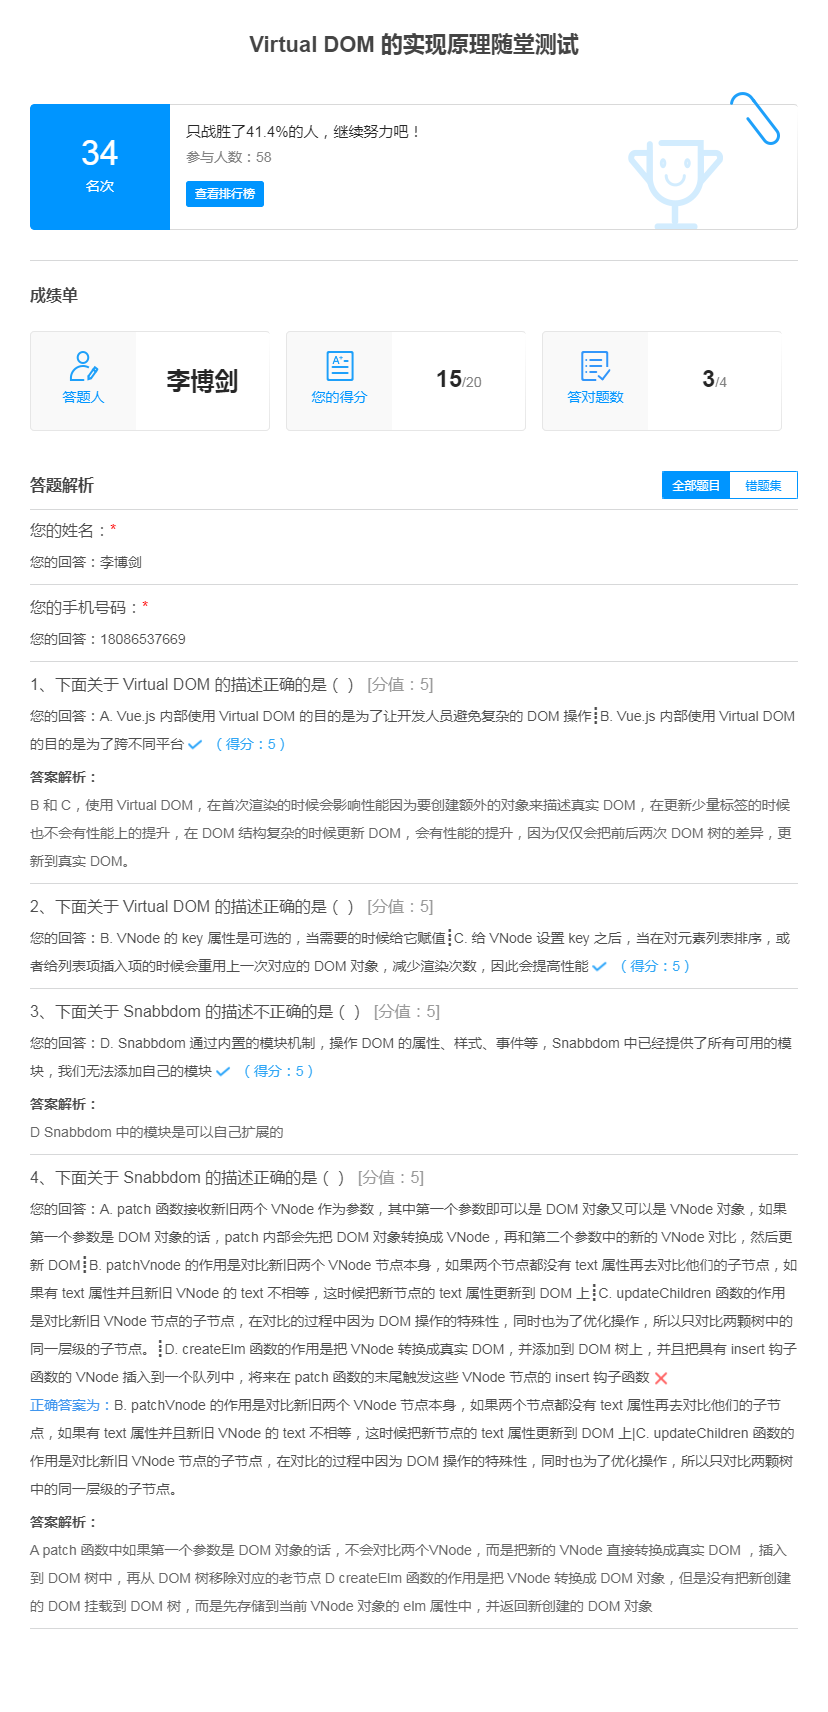 Virtual DOM 的实现原理随堂测试
34
名次
只战胜了41.4%的人，继续努力吧！
参与人数：58
查看排行榜
成绩单
答题人
李博剑
A+
您的得分
15/20
答对题数
3/4
答题解析
全部题目
错题集
您的姓名：*
您的回答：李博剑
您的手机号码：*
您的回答：18086537669
1、下面关于 Virtual DOM 的描述正确的是（ ） [分值：5]
您的回答：A. Vue.js 内部使用 Virtual DOM 的目的是为了让开发人员避免复杂的 DOM 操作┋B. Vue.js 内部使用 Virtual DOM
的目的是为了跨不同平台 （得分：5）
答案解析：
B 和 C，使用 Virtual DOM，在首次渲染的时候会影响性能因为要创建额外的对象来描述真实 DOM，在更新少量标签的时候
也不会有性能上的提升，在 DOM 结构复杂的时候更新 DOM，会有性能的提升，因为仅仅会把前后两次 DOM 树的差异，更
新到真实 DOM。
2、下面关于 Virtual DOM 的描述正确的是（ ） [分值：5]
您的回答：B. VNode 的 key 属性是可选的，当需要的时候给它赋值┋C. 给 VNode 设置 key 之后，当在对元素列表排序，或
者给列表项插入项的时候会重用上一次对应的 DOM 对象，减少渲染次数，因此会提高性能 （得分：5）
3、下面关于 Snabbdom 的描述不正确的是（ ） [分值：5]
您的回答：D. Snabbdom 通过内置的模块机制，操作 DOM 的属性、样式、事件等，Snabbdom 中已经提供了所有可用的模
块，我们无法添加自己的模块 （得分：5）
答案解析：
D Snabbdom 中的模块是可以自己扩展的
4、下面关于 Snabbdom 的描述正确的是（ ） [分值：5]
您的回答：A. patch 函数接收新旧两个 VNode 作为参数，其中第一个参数即可以是 DOM 对象又可以是 VNode 对象，如果
第一个参数是 DOM 对象的话，patch 内部会先把 DOM 对象转换成 VNode，再和第二个参数中的新的 VNode 对比，然后更
新 DOM┋B. patchVnode 的作用是对比新旧两个 VNode 节点本身，如果两个节点都没有 text 属性再去对比他们的子节点，如
果有 text 属性并且新旧 VNode 的 text 不相等，这时候把新节点的 text 属性更新到 DOM 上┋C. updateChildren 函数的作用
是对比新旧 VNode 节点的子节点，在对比的过程中因为 DOM 操作的特殊性，同时也为了优化操作，所以只对比两颗树中的
同一层级的子节点。┋D. createElm 函数的作用是把 VNode 转换成真实 DOM，并添加到 DOM 树上，并且把具有 insert 钩子
函数的 VNode 插入到一个队列中，将来在 patch 函数的末尾触发这些 VNode 节点的 insert 钩子函数
正确答案为：B. patchVnode 的作用是对比新旧两个 VNode 节点本身，如果两个节点都没有 text 属性再去对比他们的子节
点，如果有 text 属性并且新旧 VNode 的 text 不相等，这时候把新节点的 text 属性更新到 DOM 上|C. updateChildren 函数的
作用是对比新旧 VNode 节点的子节点，在对比的过程中因为 DOM 操作的特殊性，同时也为了优化操作，所以只对比两颗树
中的同一层级的子节点。
答案解析：
A patch 函数中如果第一个参数是 DOM 对象的话，不会对比两个VNode，而是把新的 VNode 直接转换成真实 DOM ，插入
到 DOM 树中，再从 DOM 树移除对应的老节点 D createElm 函数的作用是把 VNode 转换成 DOM 对象，但是没有把新创建
的 DOM 挂载到 DOM 树，而是先存储到当前 VNode 对象的 elm 属性中，并返回新创建的 DOM 对象